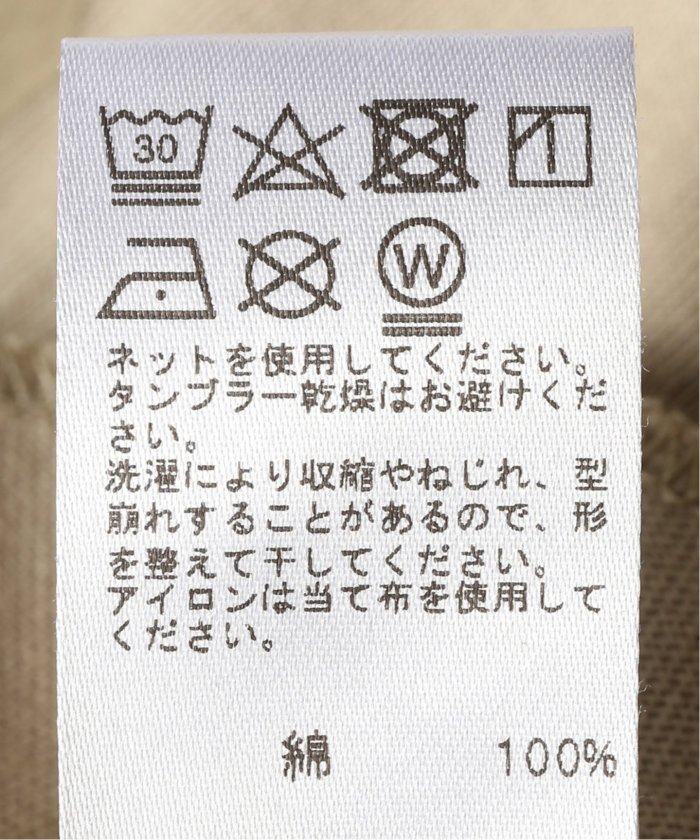 30
W
ネットを使用してください。
タンブラー乾燥はお避けくだ
さい。
洗濯により収縮やねじれ、型
崩れすることがあるので、形
を整えて干してください。
アイロンは当て布を使用して
ください。
綿 100%